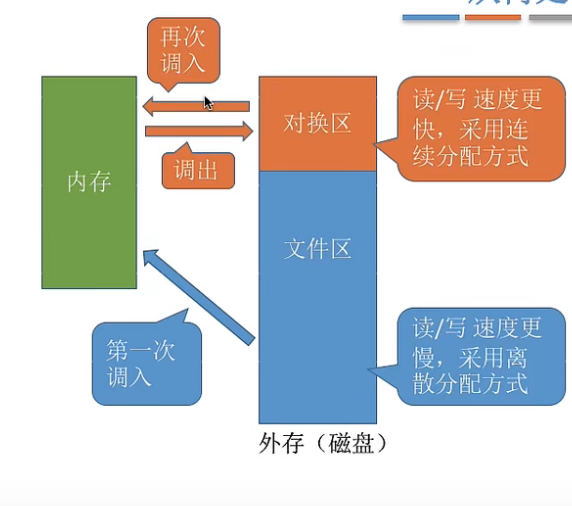 再次
调入
内存
对换区
读/写 速度更
快，采用连
续分配方式
调出
文件区
第一次
调入
读/写 速度更
慢，采用离
散分配方式
外存（磁盘）